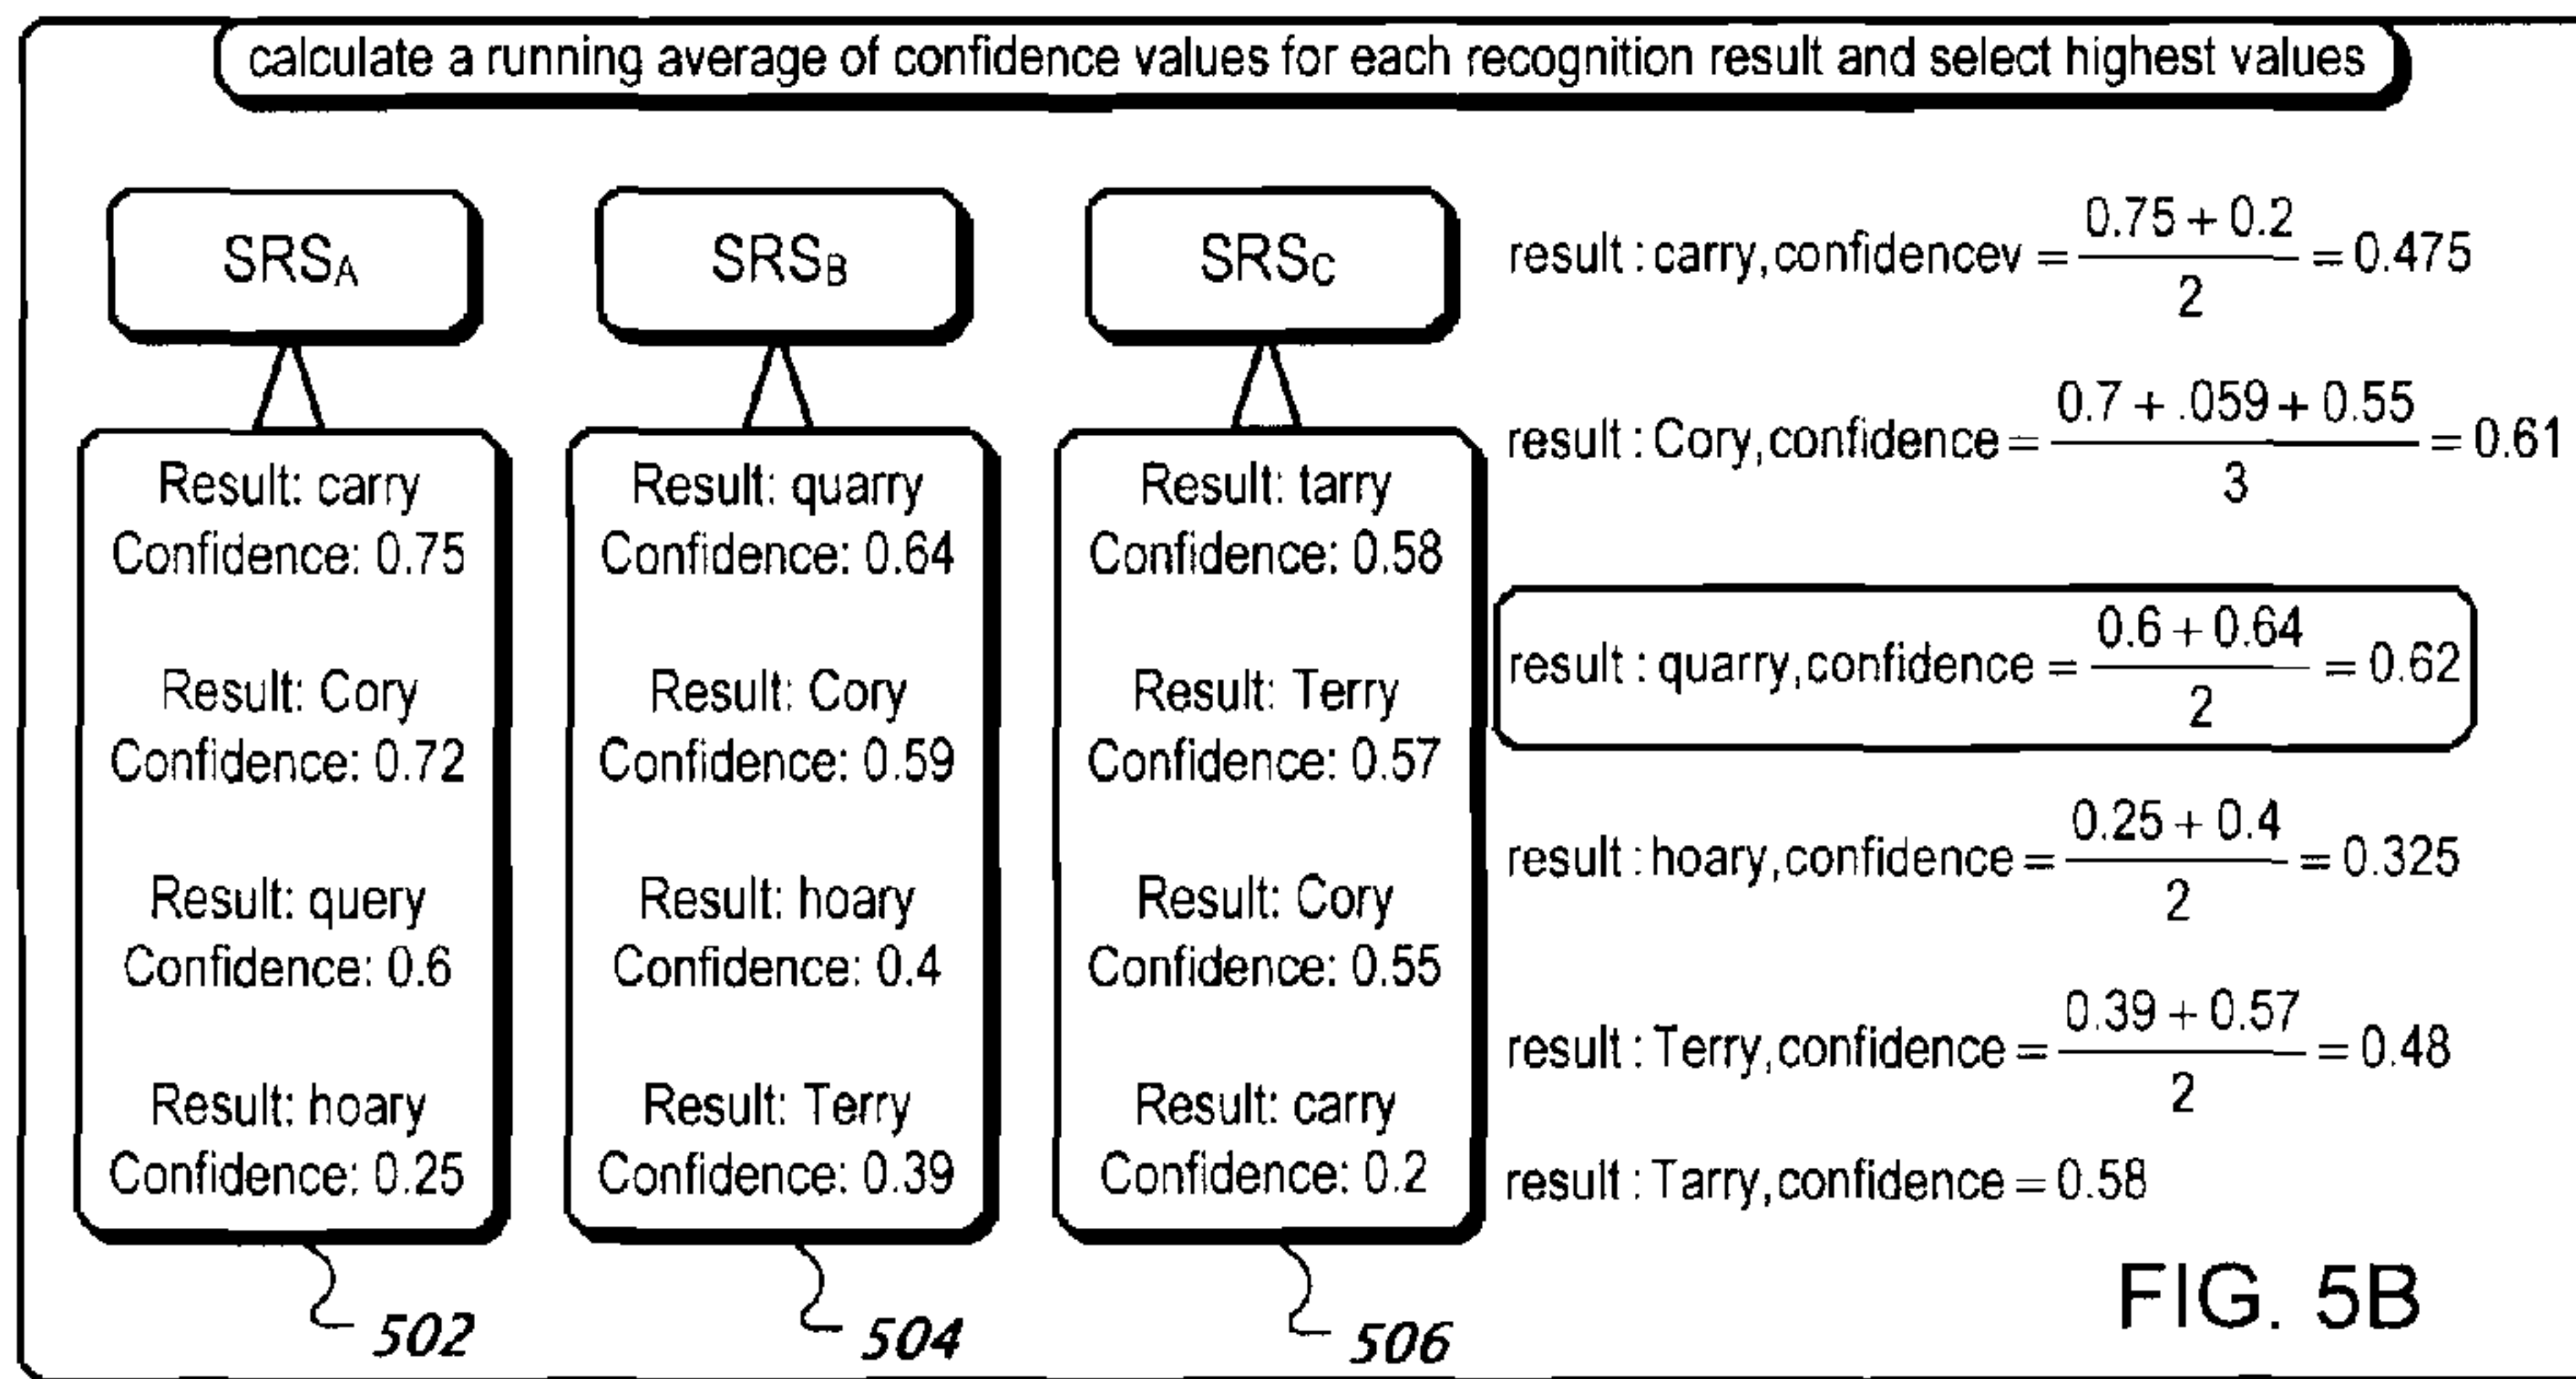 calculate a running average of confidence values for each recognition result and select highest values
SRSA
Result: carry
Confidence: 0.75
Result: Cory
Confidence: 0.72
Result: query
Confidence: 0.6
Result: hoary
Confidence: 0.25
502
SRSB
Result: quarry
Confidence: 0.64
Result: Cory
Confidence: 0.59
Result: hoary
Confidence: 0.4
Result: Terry
Confidence: 0.39
504
SRSC
Result: tarry
Confidence: 0.58
Result: Terry
Confidence: 0.57
Result: Cory
Confidence: 0.55
Result: carry
Confidence: 0.2
506
result : carry,confidencev = (0.75 + 0.2) / 2 = 0.475
result : Cory,confidence = (0.7 + .059 + 0.55) / 3 = 0.61
result : quarry,confidence = (0.6 + 0.64) / 2 = 0.62
result : hoary,confidence = (0.25 + 0.4) / 2 = 0.325
result : Terry,confidence = (0.39 + 0.57) / 2 = 0.48
result : Tarry,confidence = 0.58
FIG. 5B